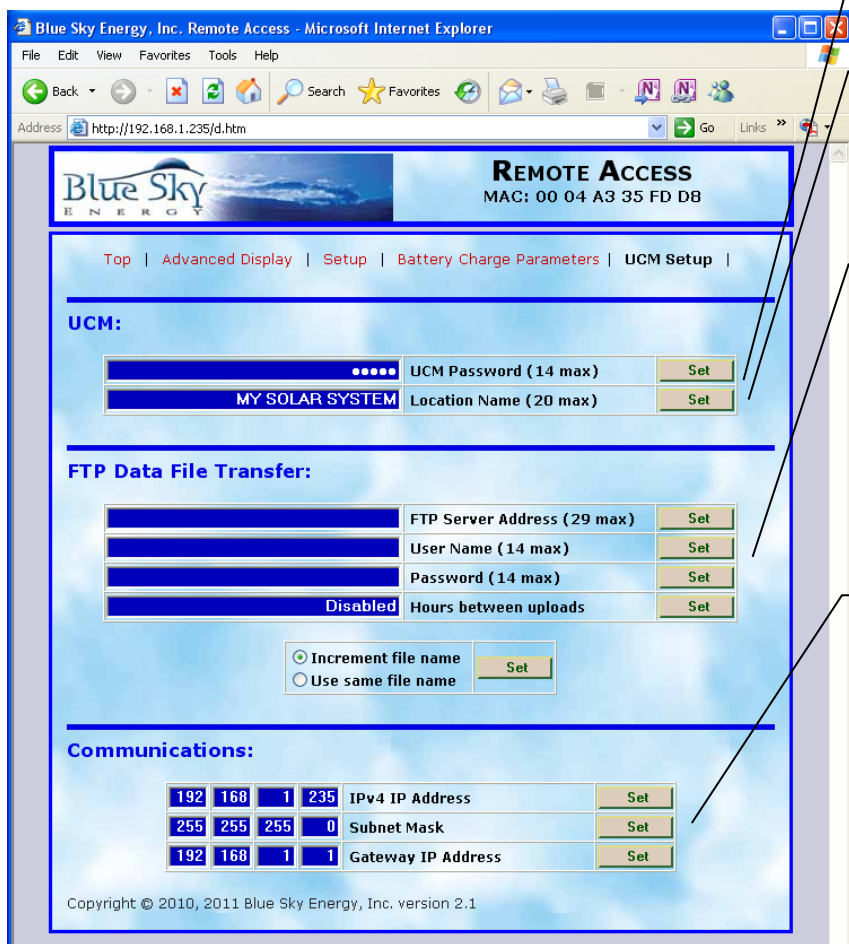 Blue Sky Energy, Inc. Remote Access - Microsoft Internet Explorer
File Edit View Favorites Tools Help
Back Search Favorites
Address http://192.168.1.235/d.htm Go Links »
Blue Sky
ENERGY
REMOTE ACCESS
MAC: 00 04 A3 35 FD D8
Top | Advanced Display | Setup | Battery Charge Parameters | UCM Setup |
UCM:
••••• UCM Password (14 max) Set
MY SOLAR SYSTEM Location Name (20 max) Set
FTP Data File Transfer:
FTP Server Address (29 max) Set
User Name (14 max) Set
Password (14 max) Set
Disabled Hours between uploads Set
Increment file name
Use same file name
Set
Communications:
192 168 1 235 IPv4 IP Address Set
255 255 255 0 Subnet Mask Set
192 168 1 1 Gateway IP Address Set
Copyright © 2010, 2011 Blue Sky Energy, Inc. version 2.1